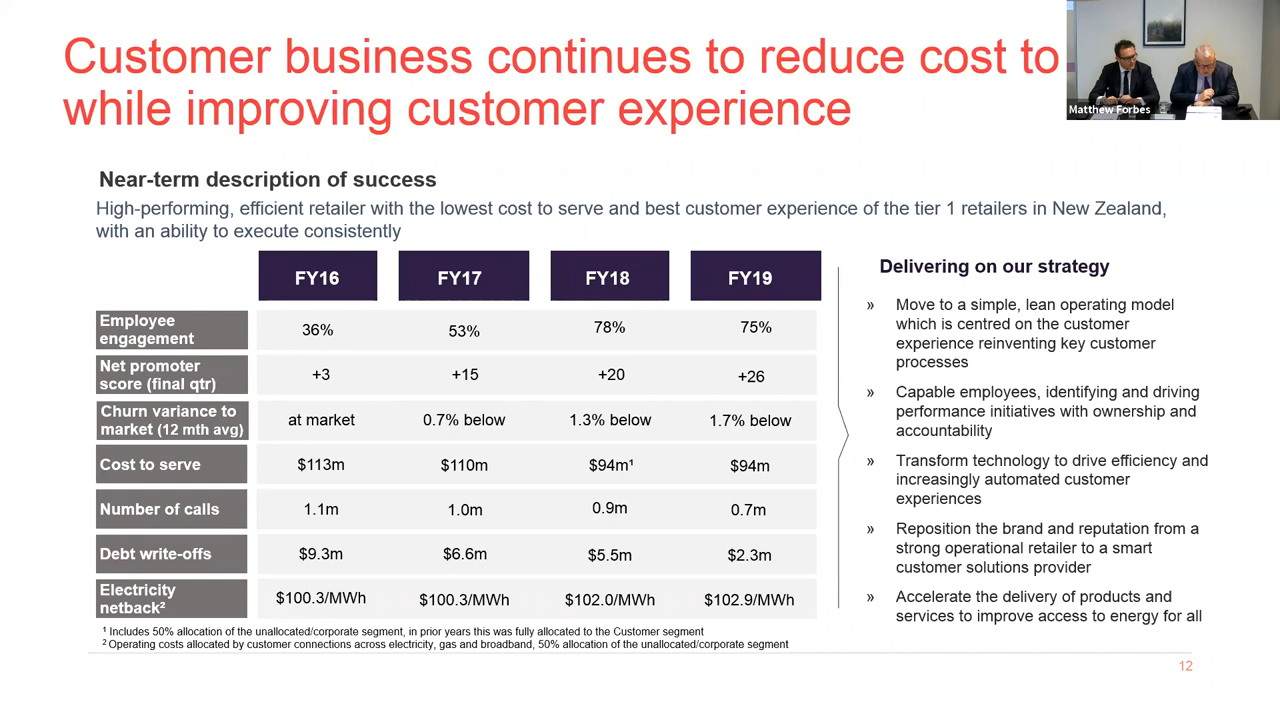 Customer business continues to reduce cost to
while improving customer experience
Matthew Forbes
Near-term description of success
High-performing, efficient retailer with the lowest cost to serve and best customer experience of the tier 1 retailers in New Zealand,
with an ability to execute consistently
FY16 FY17 FY18 FY19
Employee
engagement
36% 53% 78% 75%
Net promoter
score (final qtr)
+3 +15 +20 +26
Churn variance to
market (12 mth avg)
at market 0.7% below 1.3% below 1.7% below
Cost to serve $113m $110m $94m¹ $94m
Number of calls 1.1m 1.0m 0.9m 0.7m
Debt write-offs $9.3m $6.6m $5.5m $2.3m
Electricity
netback²
$100.3/MWh $100.3/MWh $102.0/MWh $102.9/MWh
¹ Includes 50% allocation of the unallocated/corporate segment, in prior years this was fully allocated to the Customer segment
² Operating costs allocated by customer connections across electricity, gas and broadband, 50% allocation of the unallocated/corporate segment
Delivering on our strategy
» Move to a simple, lean operating model
which is centred on the customer
experience reinventing key customer
processes
» Capable employees, identifying and driving
performance initiatives with ownership and
accountability
» Transform technology to drive efficiency and
increasingly automated customer
experiences
» Reposition the brand and reputation from a
strong operational retailer to a smart
customer solutions provider
» Accelerate the delivery of products and
services to improve access to energy for all
12